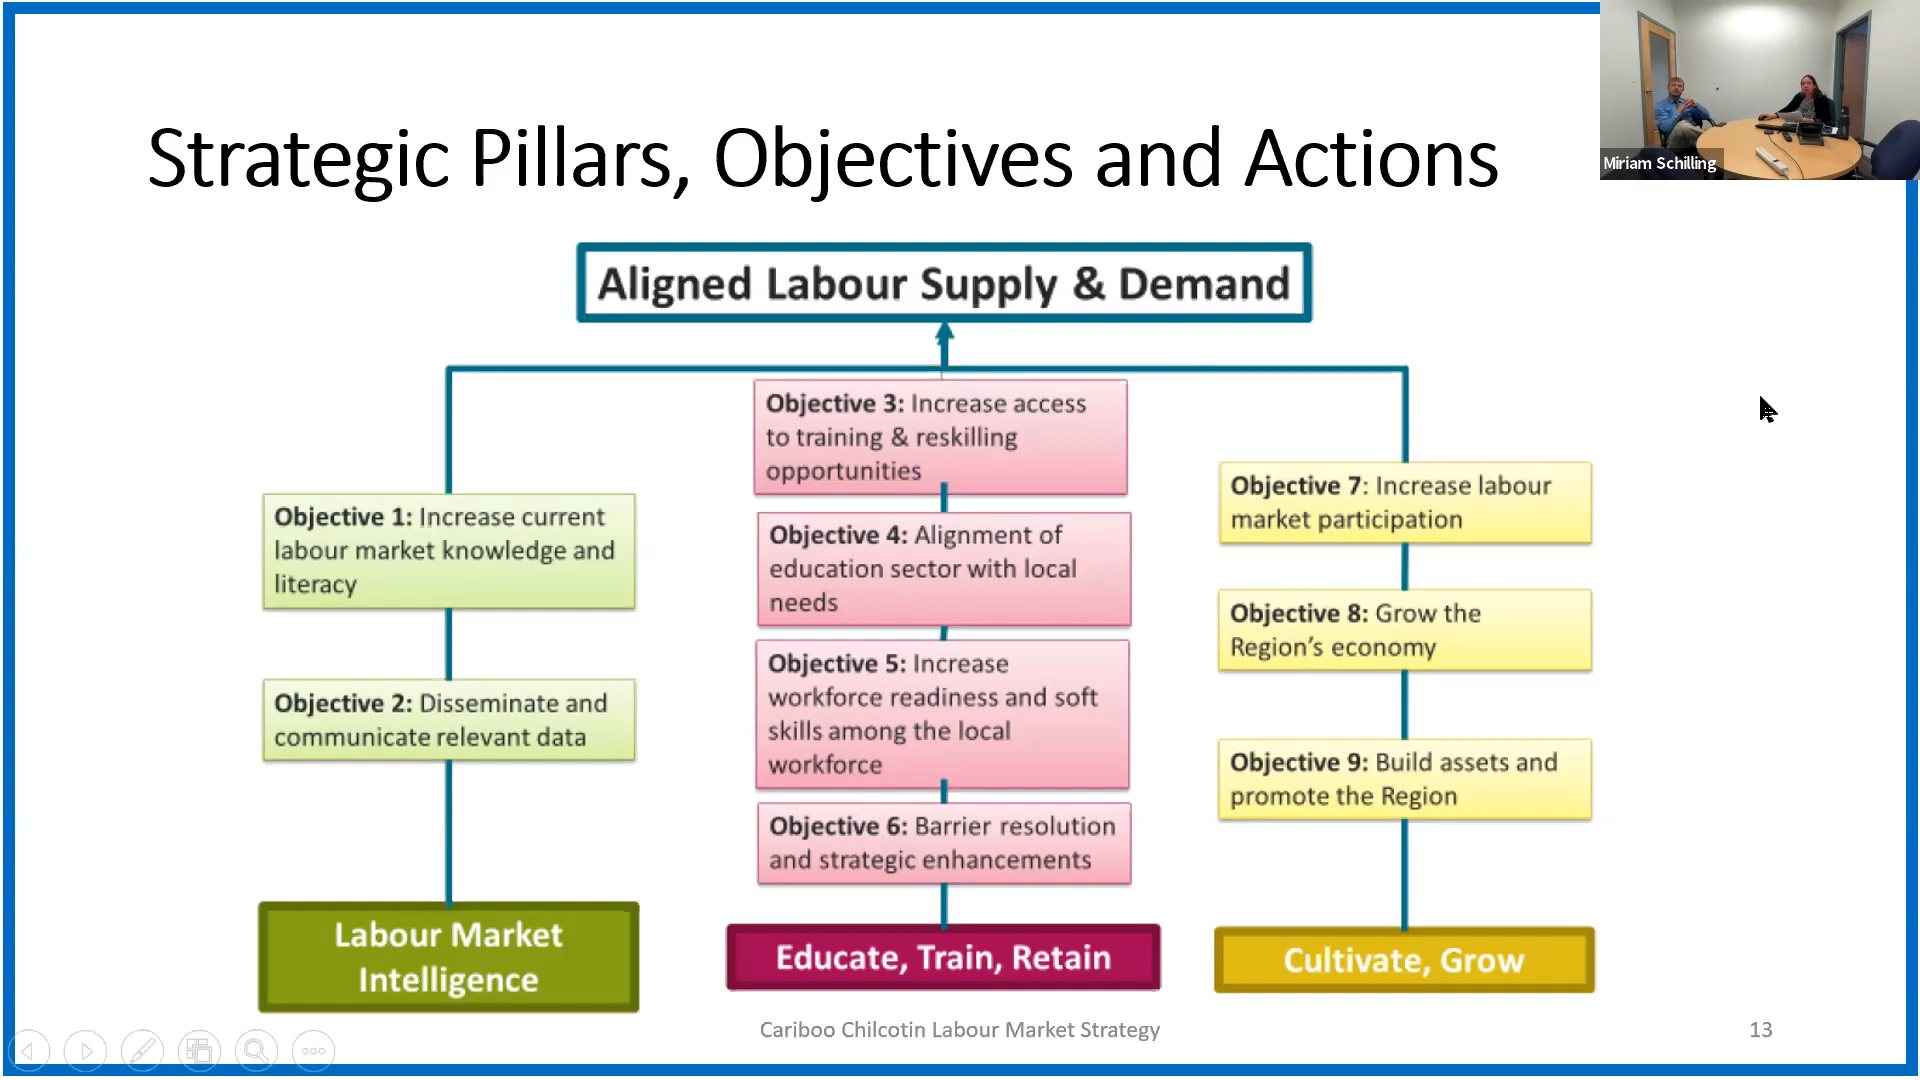 Miriam Schilling
Strategic Pillars, Objectives and Actions
Aligned Labour Supply & Demand
Objective 1: Increase current
labour market knowledge and
literacy
Objective 2: Disseminate and
communicate relevant data
Labour Market
Intelligence
Objective 3: Increase access
to training & reskilling
opportunities
Objective 4: Alignment of
education sector with local
needs
Objective 5: Increase
workforce readiness and soft
skills among the local
workforce
Objective 6: Barrier resolution
and strategic enhancements
Educate, Train, Retain
Objective 7: Increase labour
market participation
Objective 8: Grow the
Region’s economy
Objective 9: Build assets and
promote the Region
Cultivate, Grow
Cariboo Chilcotin Labour Market Strategy
13